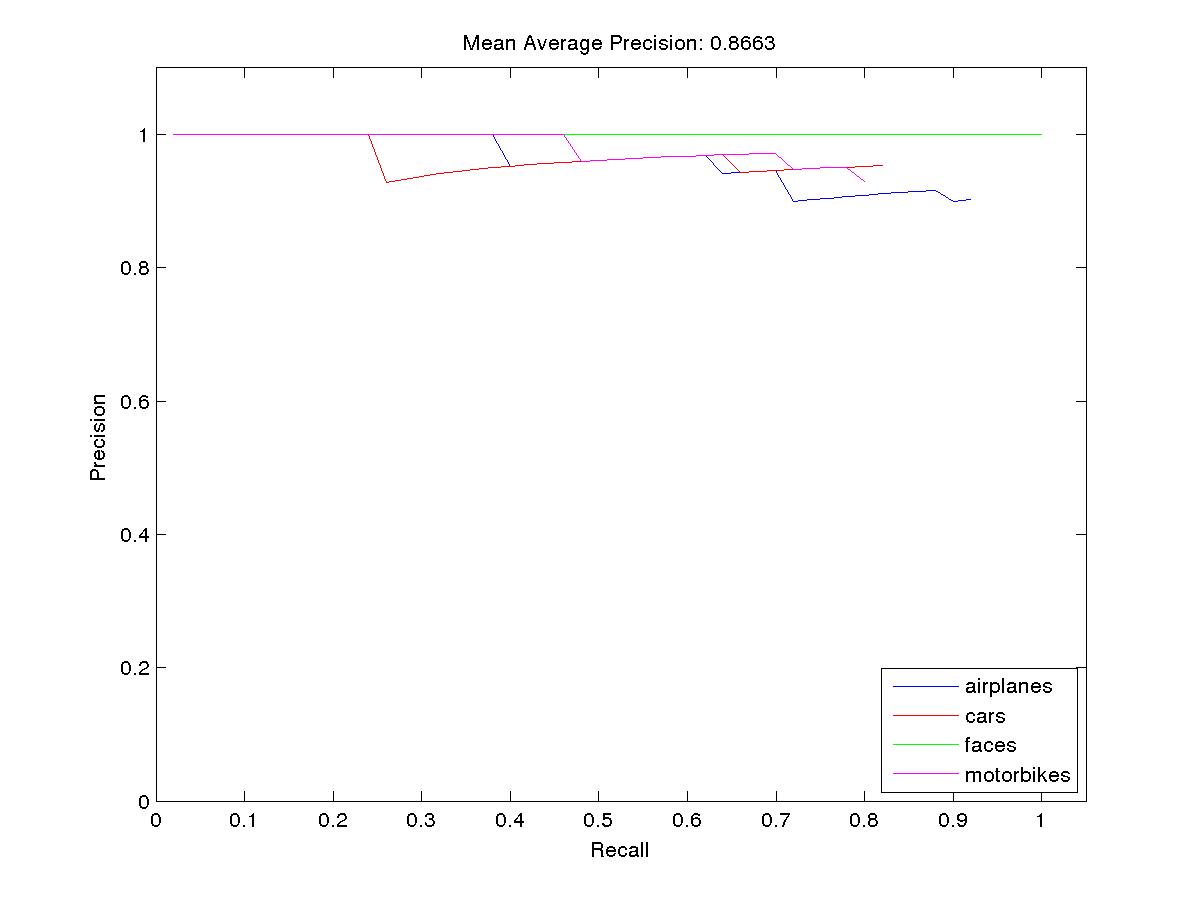 Mean Average Precision: 0.8663
1
0.8
0.6
0.4
0.2
0
Precision
0 0.1 0.2 0.3 0.4 0.5 0.6 0.7 0.8 0.9 1
Recall
airplanes
cars
faces
motorbikes